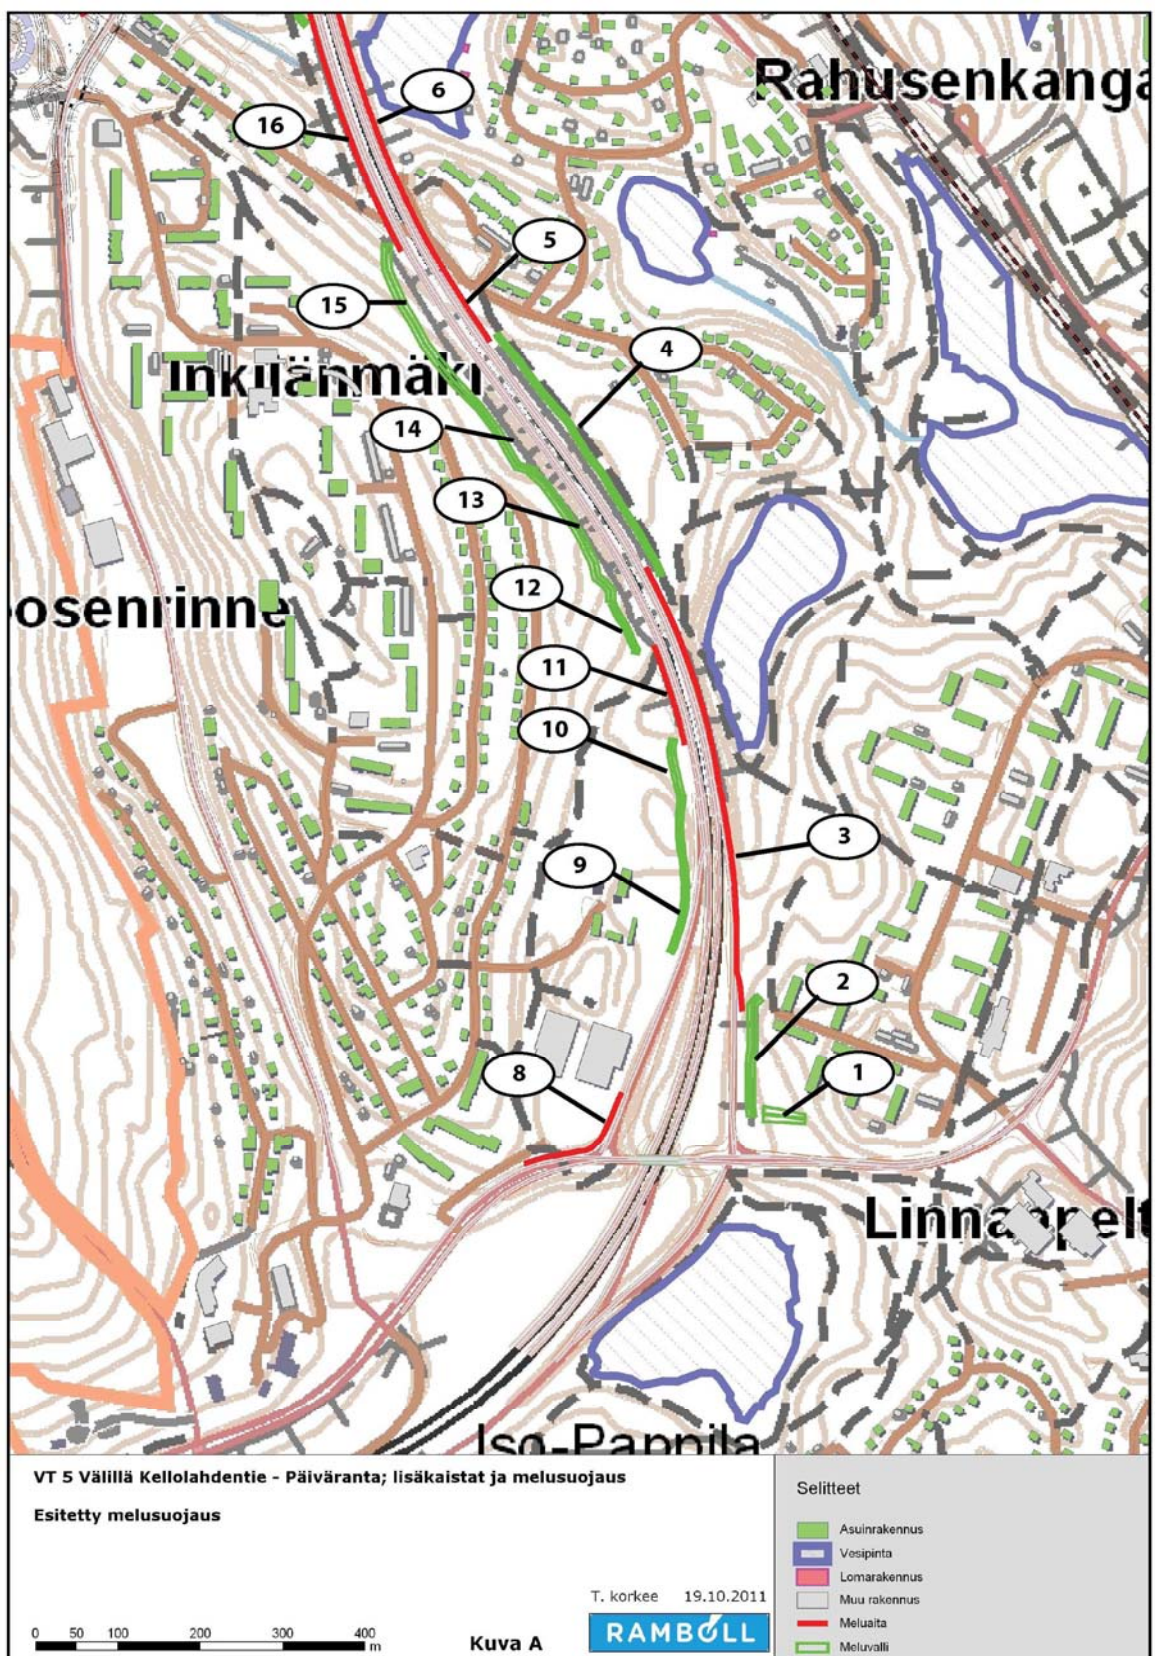 Rahusenkanga
6
16
5
15
4
Inkilänmäki
14
13
12
osenrinne
11
10
3
9
2
1
8
Linnanpelt
Iso-Pappila
VT 5 Välillä Kellolahdentie - Päiväranta; lisäkaistat ja melusuojaus
Esitetty melusuojaus
T. korkee 19.10.2011
RAMBOLL
Kuva A
0 50 100 200 300 400
m
Selitteet
Asuinrakennus
Vesipinta
Lomarakennus
Muu rakennus
Meluaita
Meluvalli